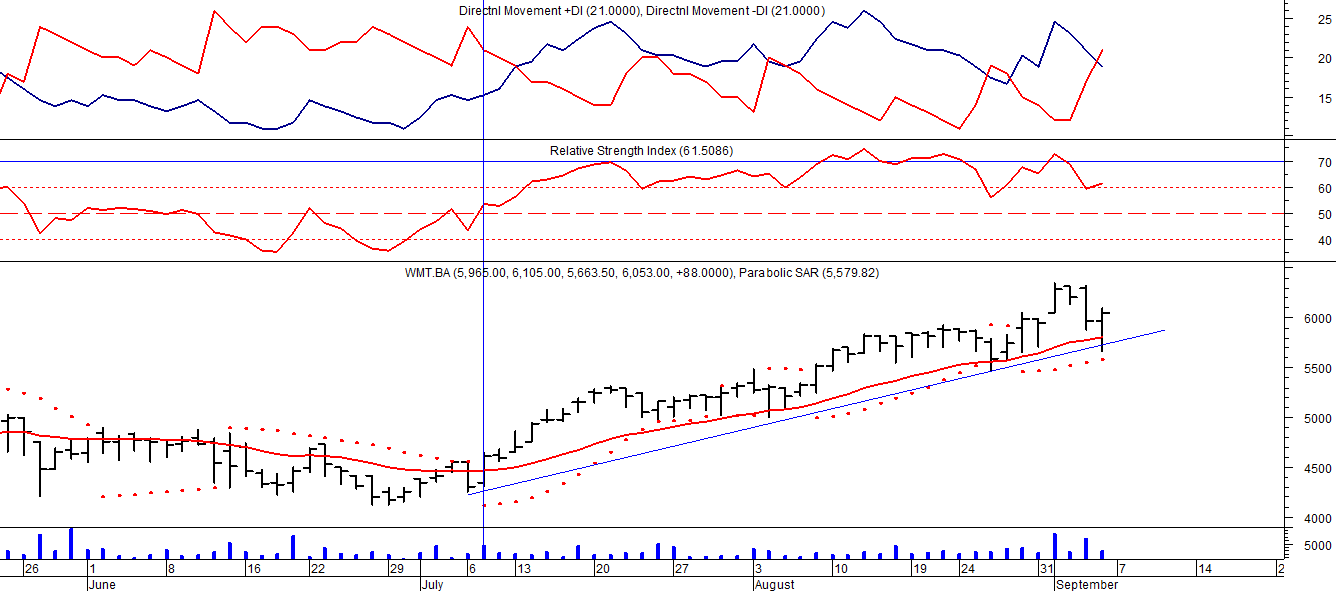 Directnl Movement +DI (21.0000), Directnl Movement -DI (21.0000)
25
20
15
Relative Strength Index (61.5086)
70
60
50
40
WMT.BA (5,965.00, 6,105.00, 5,663.50, 6,053.00, +88.0000), Parabolic SAR (5,579.82)
6000
5500
5000
4500
4000
5000
26 1 8 16 22 29 6 13 20 27 3 10 19 24 31 7 14 2
June July August September